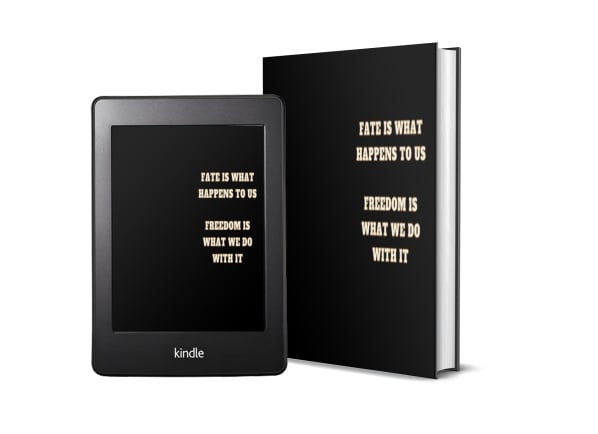 FATE IS WHAT
HAPPENS TO US
FREEDOM IS
WHAT WE DO
WITH IT
kindle
FATE IS WHAT
HAPPENS TO US
FREEDOM IS
WHAT WE DO
WITH IT